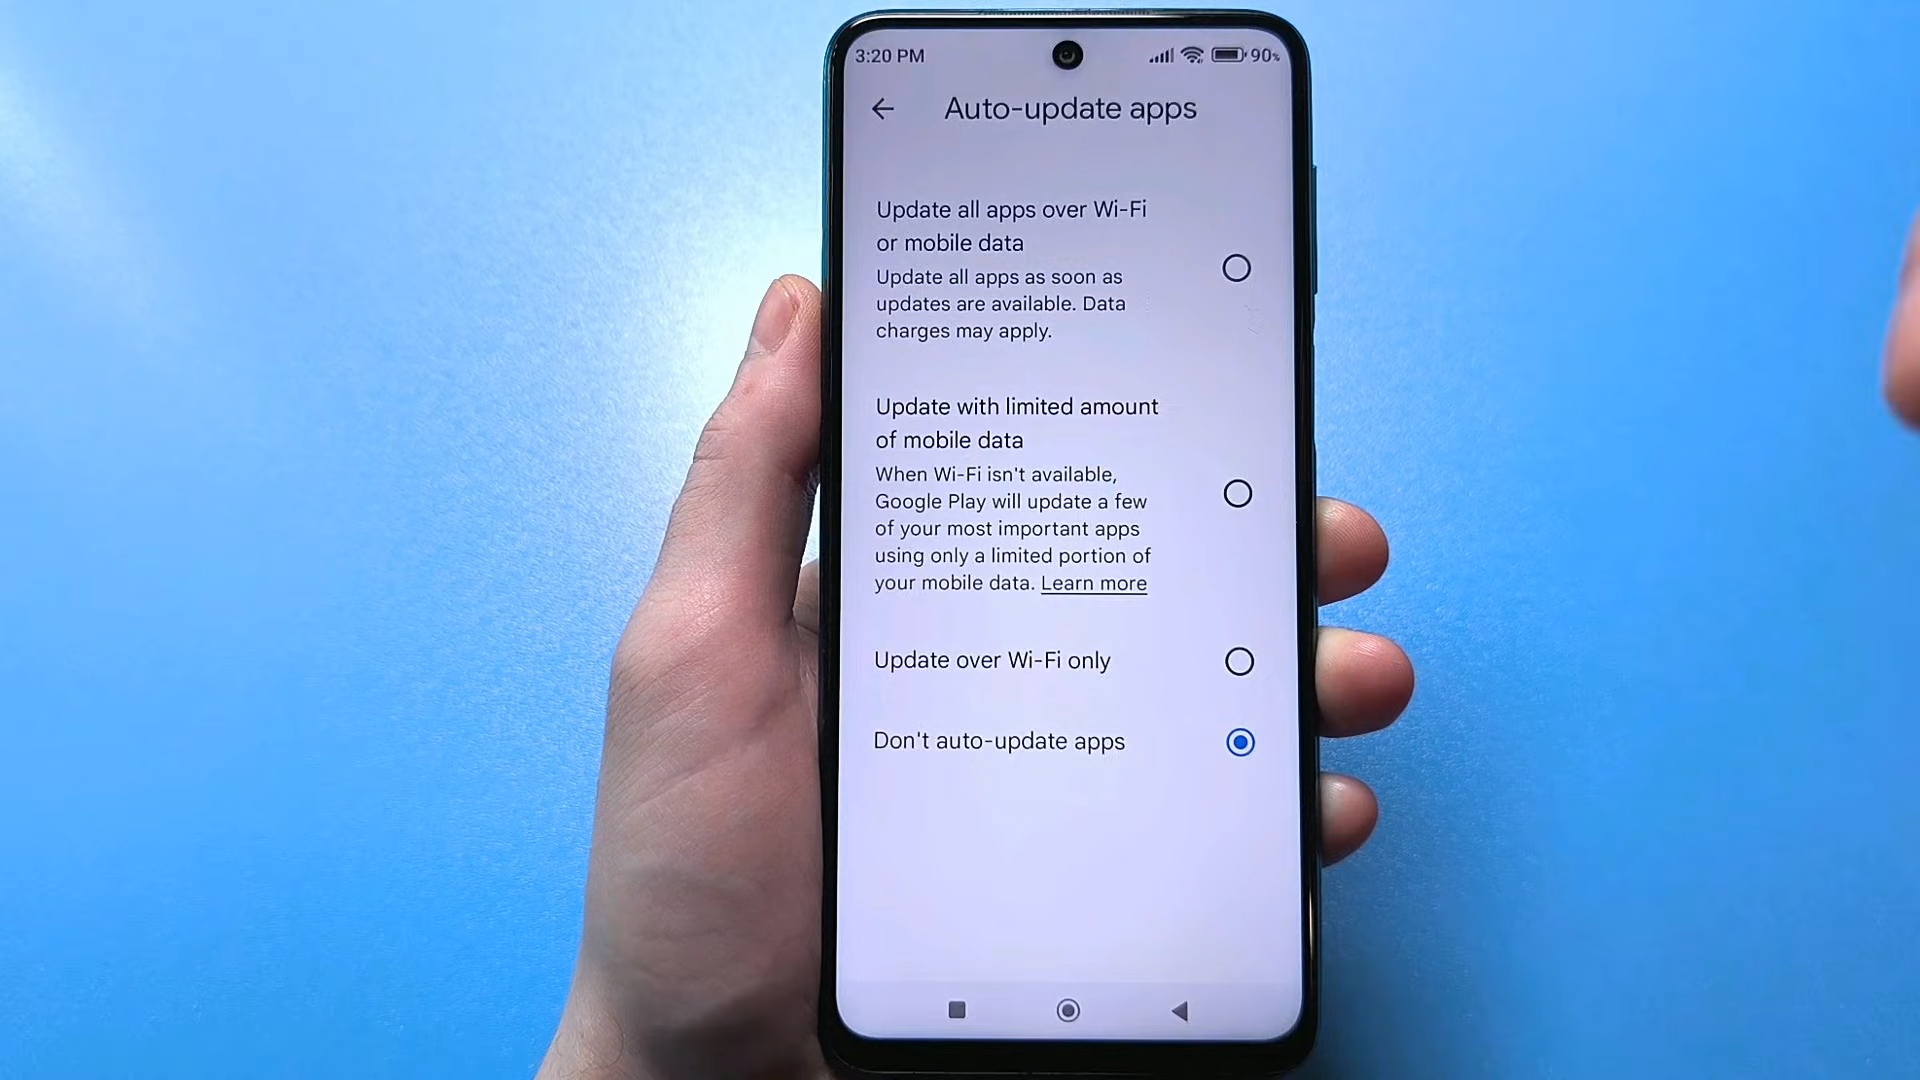 3:20 PM
90%
Auto-update apps
Update all apps over Wi-Fi
or mobile data
Update all apps as soon as
updates are available. Data
charges may apply.
Update with limited amount
of mobile data
When Wi-Fi isn't available,
Google Play will update a few
of your most important apps
using only a limited portion of
your mobile data. Learn more
Update over Wi-Fi only
Don't auto-update apps